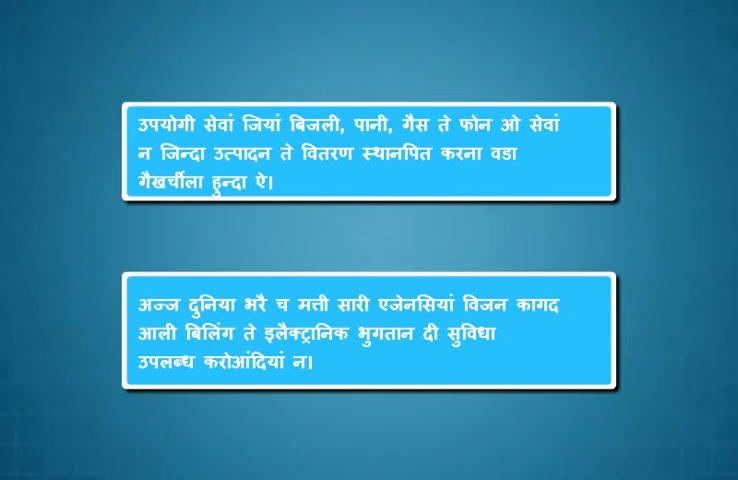 उपयोगी सेवां जियां बिजली, पानी, गैस ते फोन ओ सेवां
न जिन्दा उत्पादन ते वितरण स्थानपित करना वडा
गैखर्चीला हुन्दा ऐ।
अज्ज दुनिया भरै च मत्ती सारी एजेनसियां विजन कागद
आली बिलिंग ते इलैक्ट्रानिक भुगतान दी सुविधा
उपलब्ध करोआंदियां न।